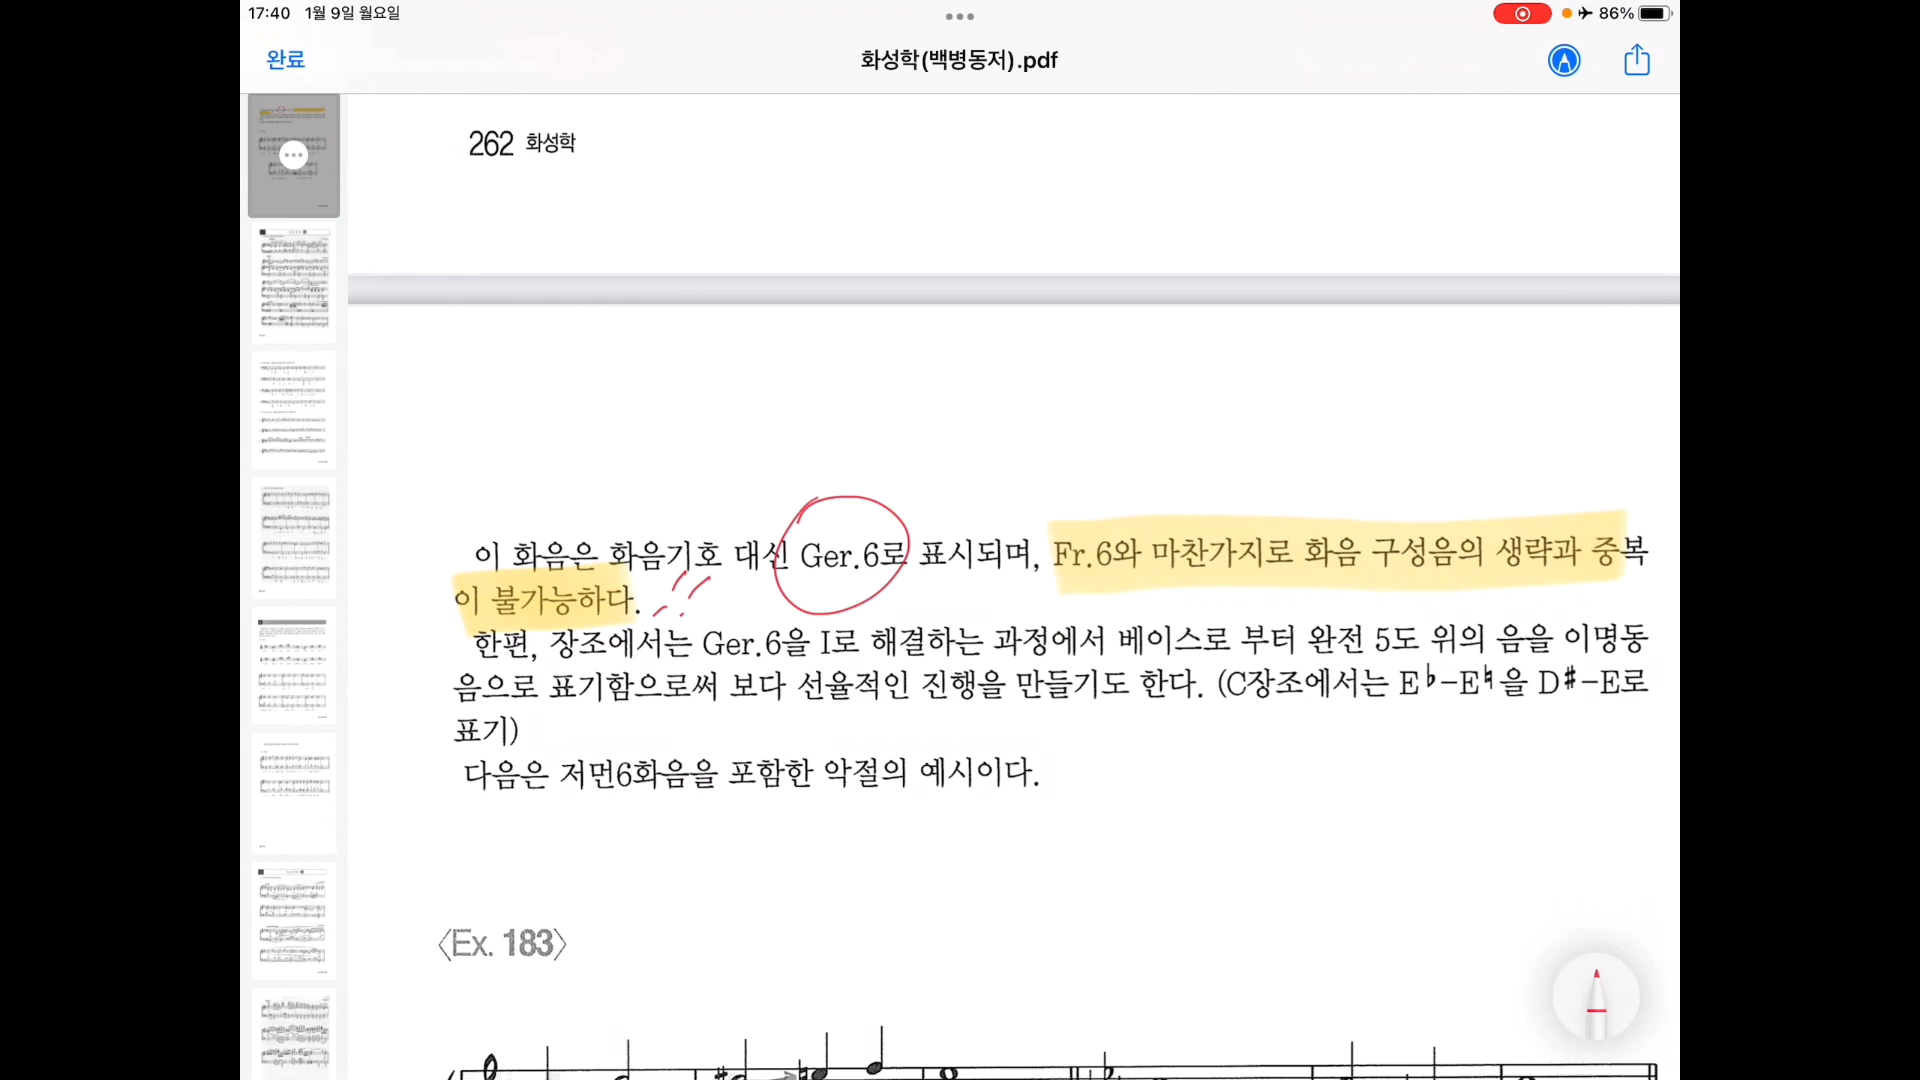 17:40 1월 9일 월요일
86%
완료
화성학(백병동저).pdf
262 화성학
이 화음은 화음기호 대신 Ger.6로 표시되며, Fr.6와 마찬가지로 화음 구성음의 생략과 중복
이 불가능하다.
한편, 장조에서는 Ger.6을 I로 해결하는 과정에서 베이스로 부터 완전 5도 위의 음을 이명동
음으로 표기함으로써 보다 선율적인 진행을 만들기도 한다. (C장조에서는 E♭-E♮을 D♯-E로
표기)
다음은 저먼6화음을 포함한 악절의 예시이다.
〈Ex. 183〉